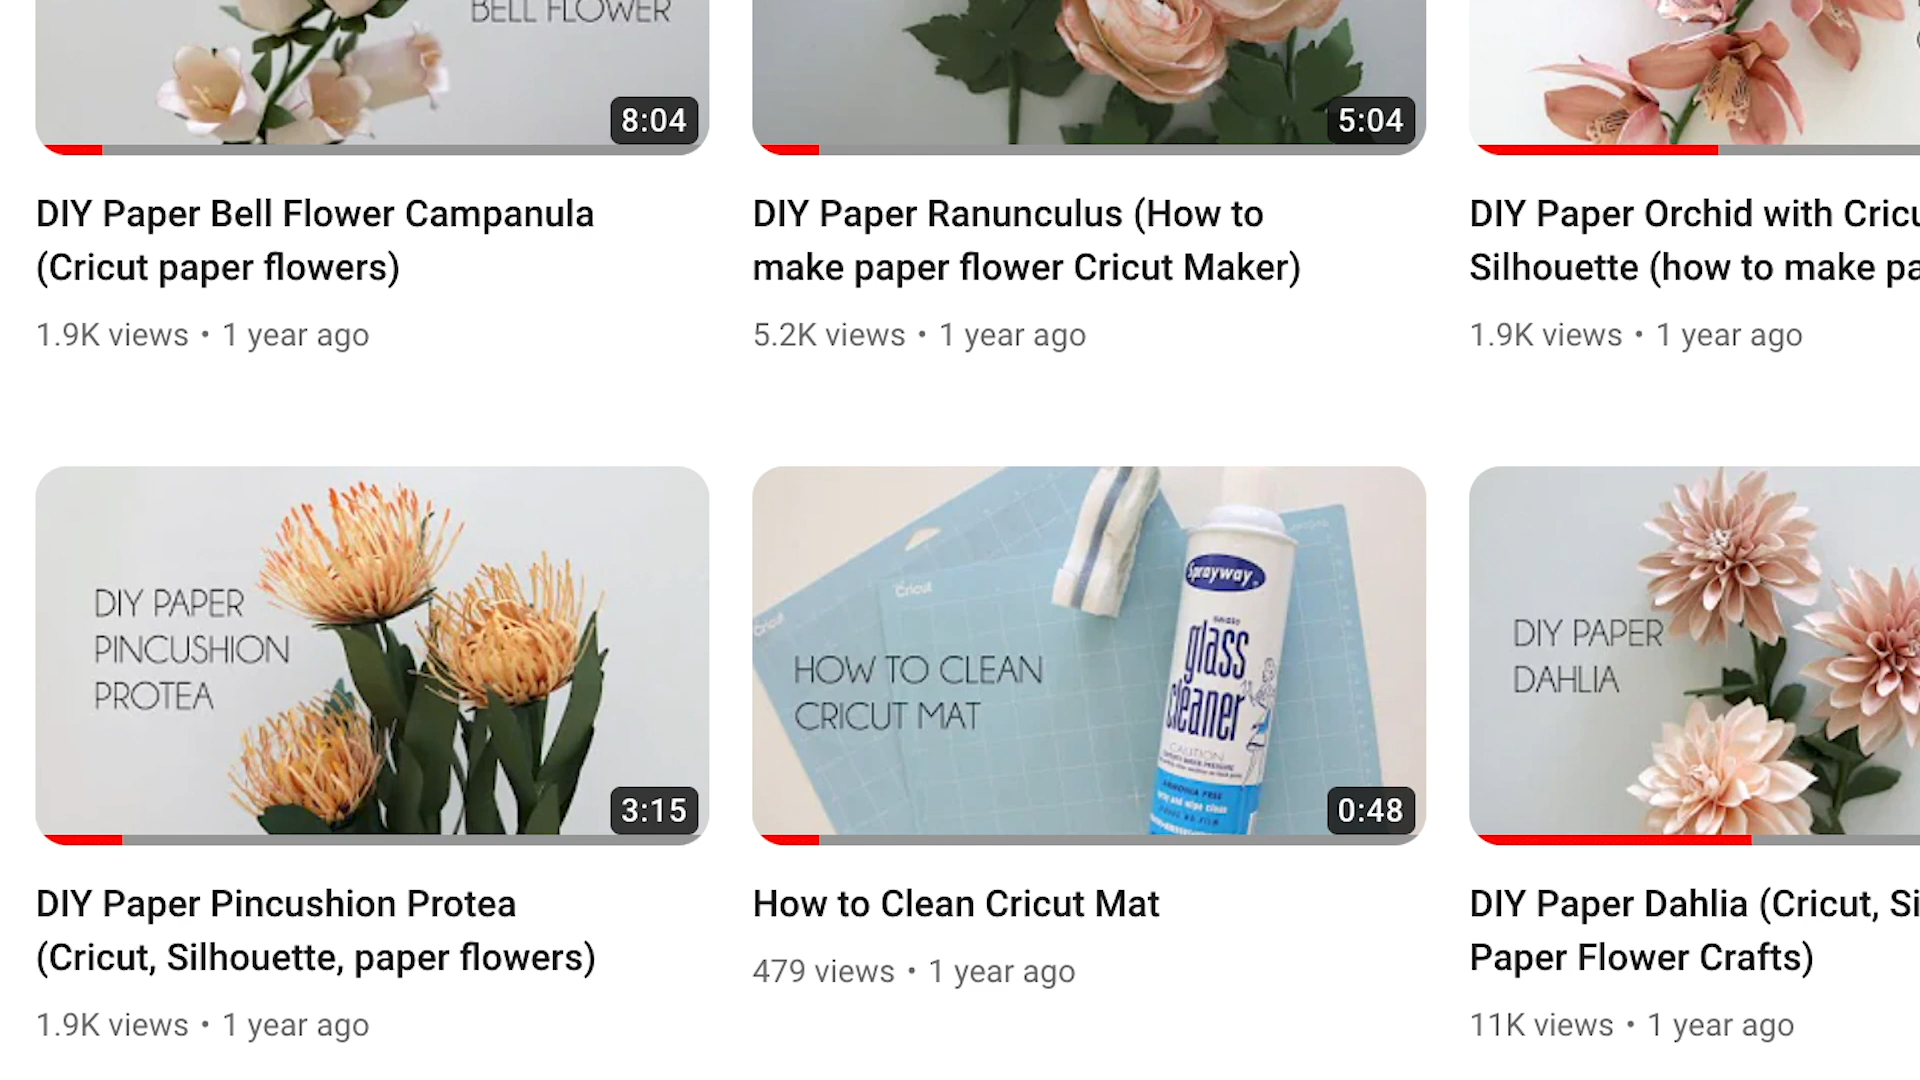 BELL FLOWER
8:04
5:04
DIY Paper Bell Flower Campanula
(Cricut paper flowers)
1.9K views • 1 year ago
DIY Paper Ranunculus (How to
make paper flower Cricut Maker)
5.2K views • 1 year ago
DIY Paper Orchid with Cricu
Silhouette (how to make pa
1.9K views • 1 year ago
DIY PAPER
PINCUSHION
PROTEA
3:15
Cricut
Cricut
HOW TO CLEAN
CRICUT MAT
Sprayway
glass
cleaner
CAUTION
AMMONIA FREE
0:48
DIY PAPER
DAHLIA
DIY Paper Pincushion Protea
(Cricut, Silhouette, paper flowers)
1.9K views • 1 year ago
How to Clean Cricut Mat
479 views • 1 year ago
DIY Paper Dahlia (Cricut, Si
Paper Flower Crafts)
11K views • 1 year ago